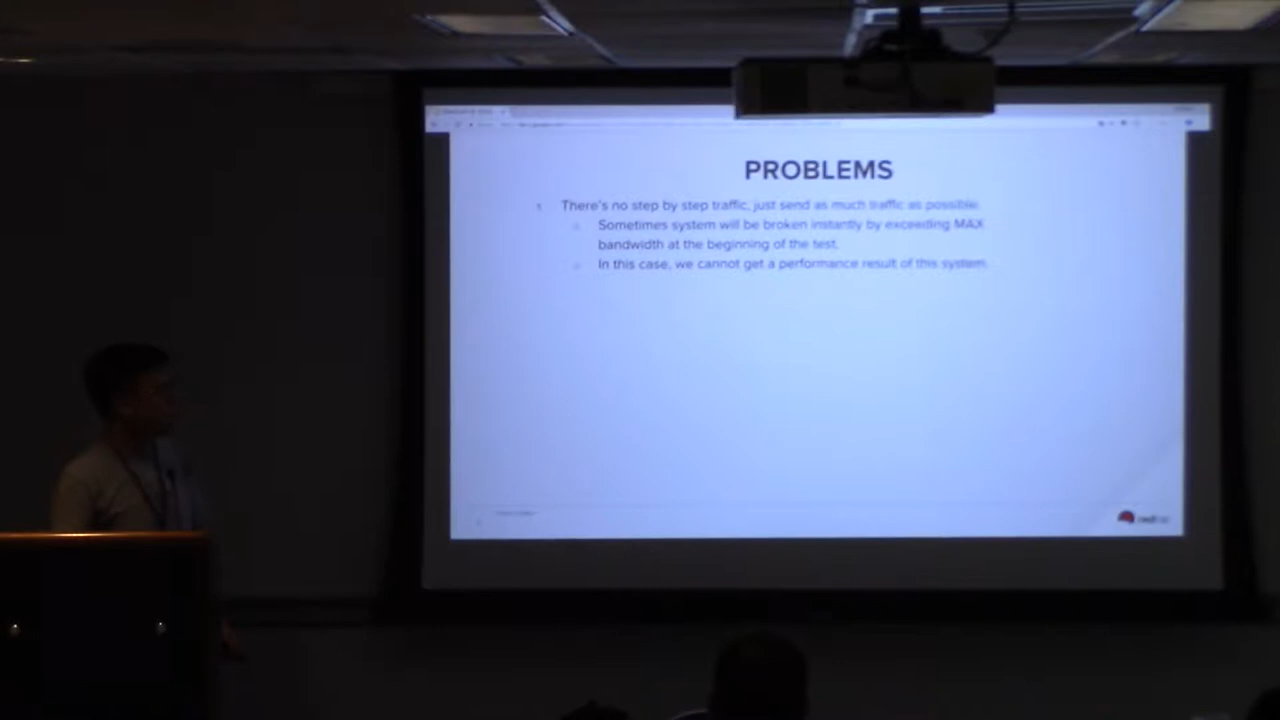 PROBLEMS
There's no step by step traffic, just send as much traffic as possible.
Sometimes system will be broken instantly by exceeding MAX
bandwidth at the beginning of the test.
In this case, we cannot get a performance result of this system.